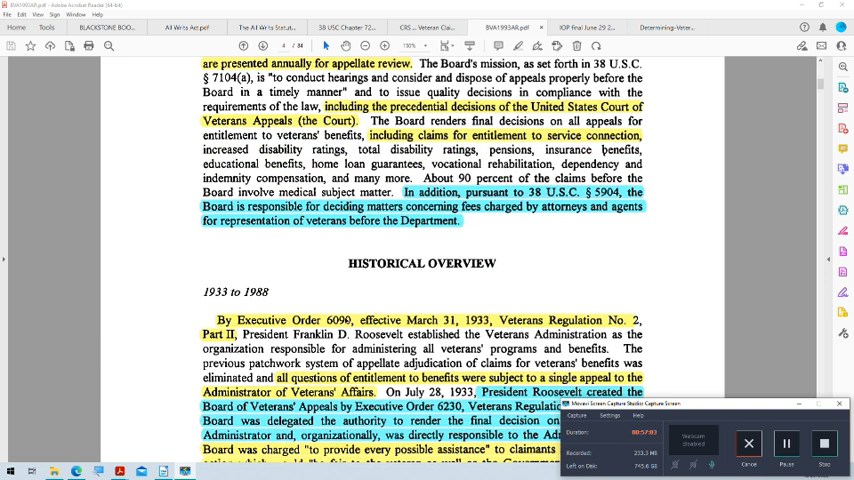 BVA1993AR.pdf - Adobe Acrobat Reader (64-bit)
File Edit View Sign Window Help
Home Tools BLACKSTONE BOO... All Writs Act.pdf The All Writs Statut... 38 USC Chapter 72... CRS ... Veteran Clai... BVA1993AR.pdf × IOP final June 29 2... Determining-Veter...
4 / 84 150%
are presented annually for appellate review. The Board's mission, as set forth in 38 U.S.C.
§ 7104(a), is "to conduct hearings and consider and dispose of appeals properly before the
Board in a timely manner" and to issue quality decisions in compliance with the
requirements of the law, including the precedential decisions of the United States Court of
Veterans Appeals (the Court). The Board renders final decisions on all appeals for
entitlement to veterans' benefits, including claims for entitlement to service connection,
increased disability ratings, total disability ratings, pensions, insurance benefits,
educational benefits, home loan guarantees, vocational rehabilitation, dependency and
indemnity compensation, and many more. About 90 percent of the claims before the
Board involve medical subject matter. In addition, pursuant to 38 U.S.C. § 5904, the
Board is responsible for deciding matters concerning fees charged by attorneys and agents
for representation of veterans before the Department.
HISTORICAL OVERVIEW
1933 to 1988
By Executive Order 6090, effective March 31, 1933, Veterans Regulation No. 2,
Part II, President Franklin D. Roosevelt established the Veterans Administration as the
organization responsible for administering all veterans' programs and benefits. The
previous patchwork system of appellate adjudication of claims for veterans' benefits was
eliminated and all questions of entitlement to benefits were subject to a single appeal to the
Administrator of Veterans' Affairs. On July 28, 1933, President Roosevelt created the
Board of Veterans' Appeals by Executive Order 6230, Veterans Regulatio
Board was delegated the authority to render the final decision on
Administrator and, organizationally, was directly responsible to the Ad
Board was charged "to provide every possible assistance" to claimants
Movavi Screen Capture Studio: Capture Screen
Capture Settings Help
Duration: 00:57:03
Recorded: 233.2 MB
Left on Disk: 745.6 GB
Webcam disabled
Cancel Pause Stop